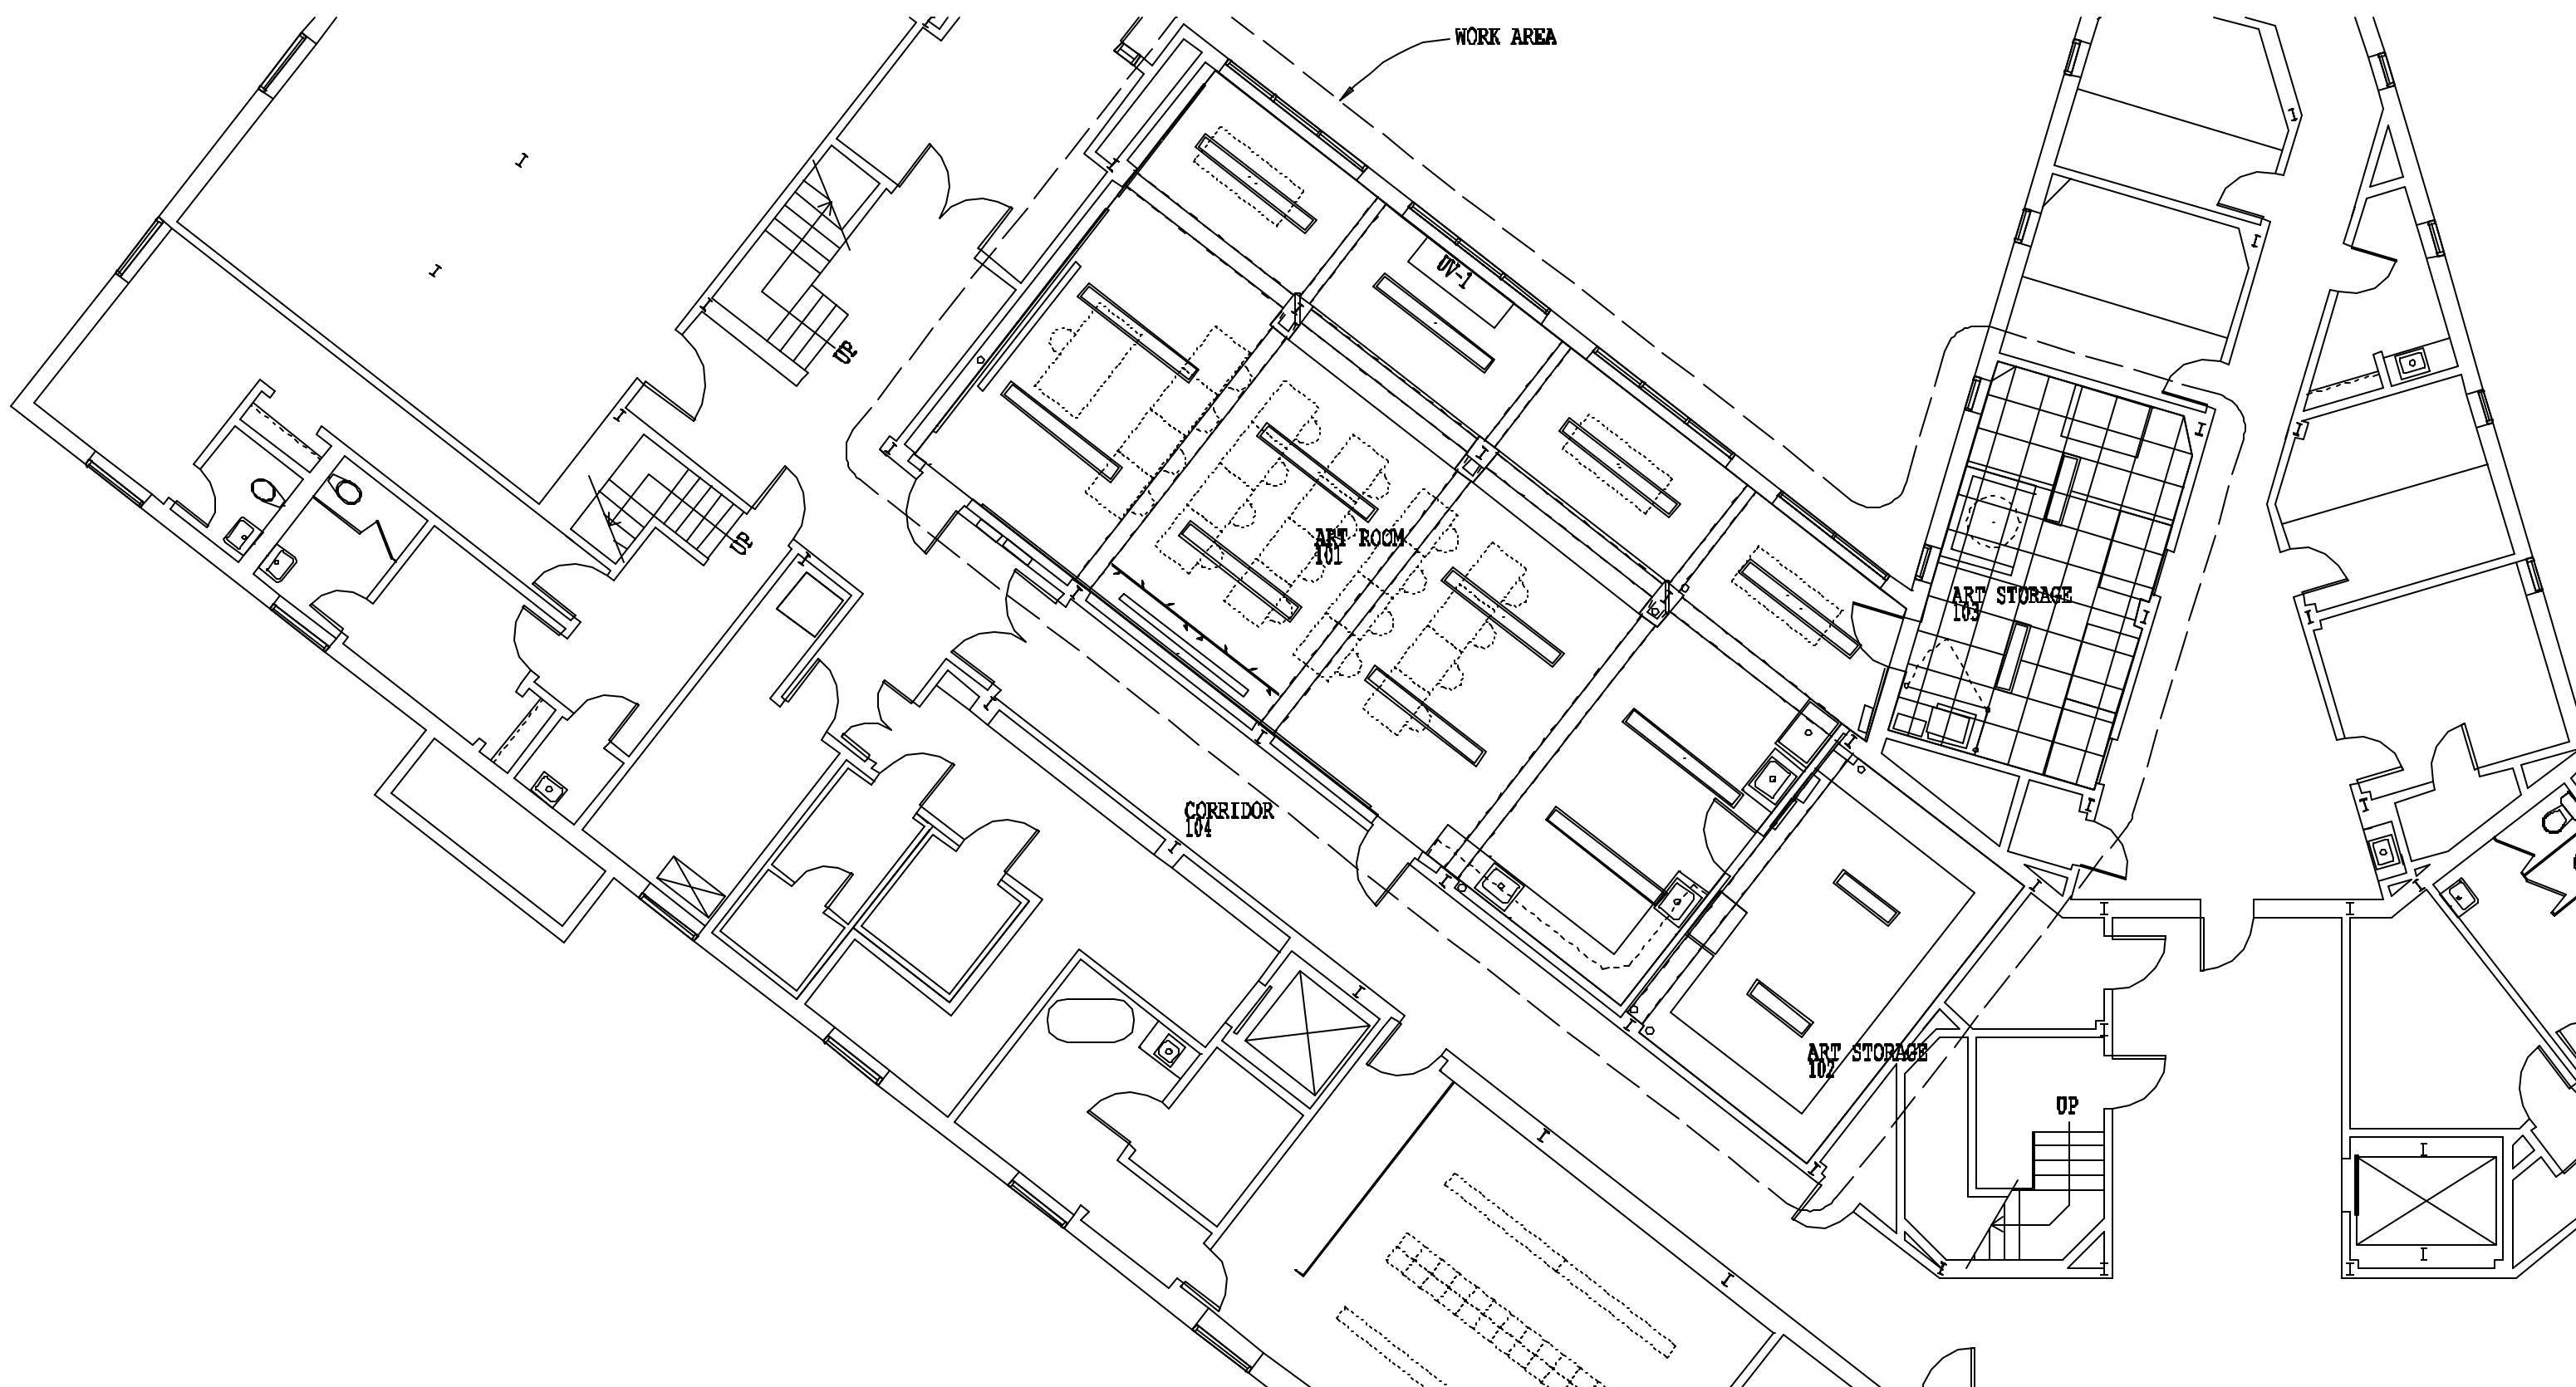 WORK AREA
UV-1
UP
UP
ART ROOM
101
ART STORAGE
103
CORRIDOR
104
ART STORAGE
102
UP